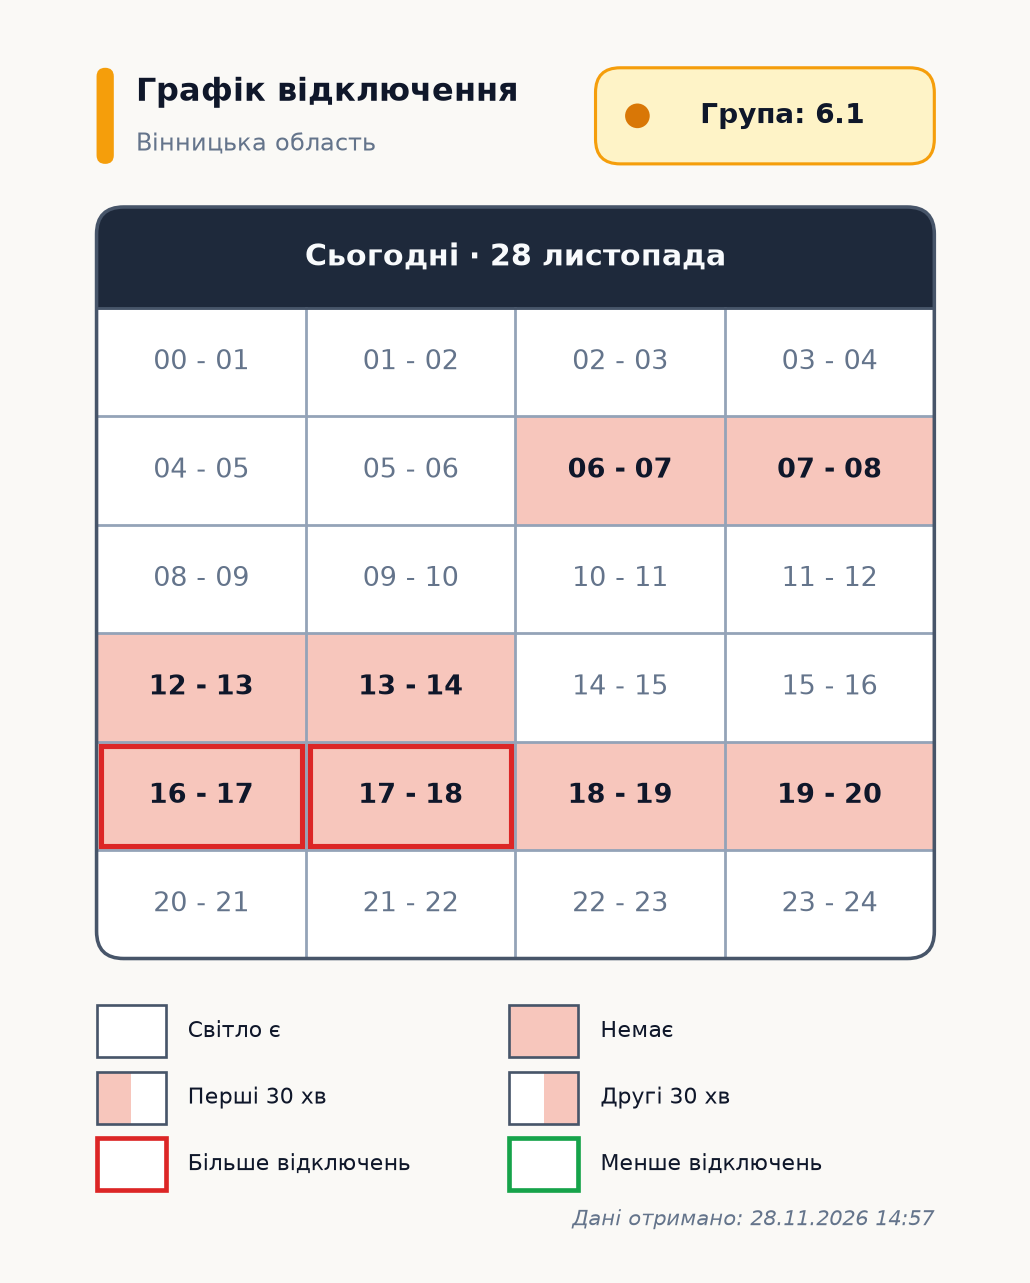 Графік відключення
Вінницька область
Група: 6.1
Сьогодні · 28 листопада
00 - 01 01 - 02 02 - 03 03 - 04
04 - 05 05 - 06 06 - 07 07 - 08
08 - 09 09 - 10 10 - 11 11 - 12
12 - 13 13 - 14 14 - 15 15 - 16
16 - 17 17 - 18 18 - 19 19 - 20
20 - 21 21 - 22 22 - 23 23 - 24
Світло є Немає
Перші 30 хв Другі 30 хв
Більше відключень Менше відключень
Дані отримано: 28.11.2026 14:57